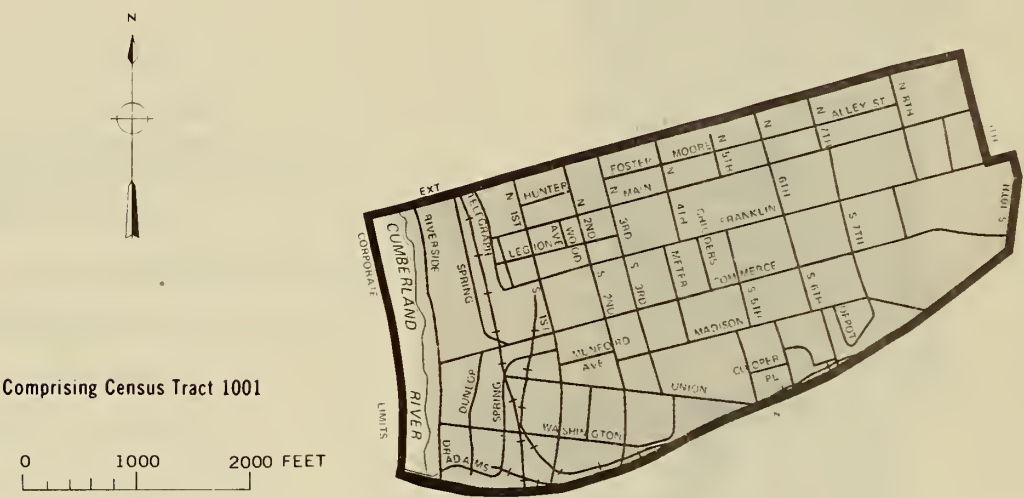 N
EXT
CORPORATE
LIMITS
CUMBERLAND
RIVER
RIVERSIDE
SPRING
TELEGRAPH
N 1ST
HUNTER
N 2ND
LEGION
AVE
WOOD
FOSTER
MOORE
N
MAIN
3RD
N
4TH
N 5TH
N
6TH
N
7TH
ALLEY ST
N 8TH
S 10TH
CHILDERS
FRANKLIN
S 7TH
S 1ST
S 2ND
S 3RD
METER
COMMERCE
S 5TH
S 6TH
MADISON
DEPOT
MUNFORD
AVE
COOPER
PL
UNION
DUNLOP
SPRING
WASHINGTON
ADAMS
Comprising Census Tract 1001
0 1000 2000 FEET